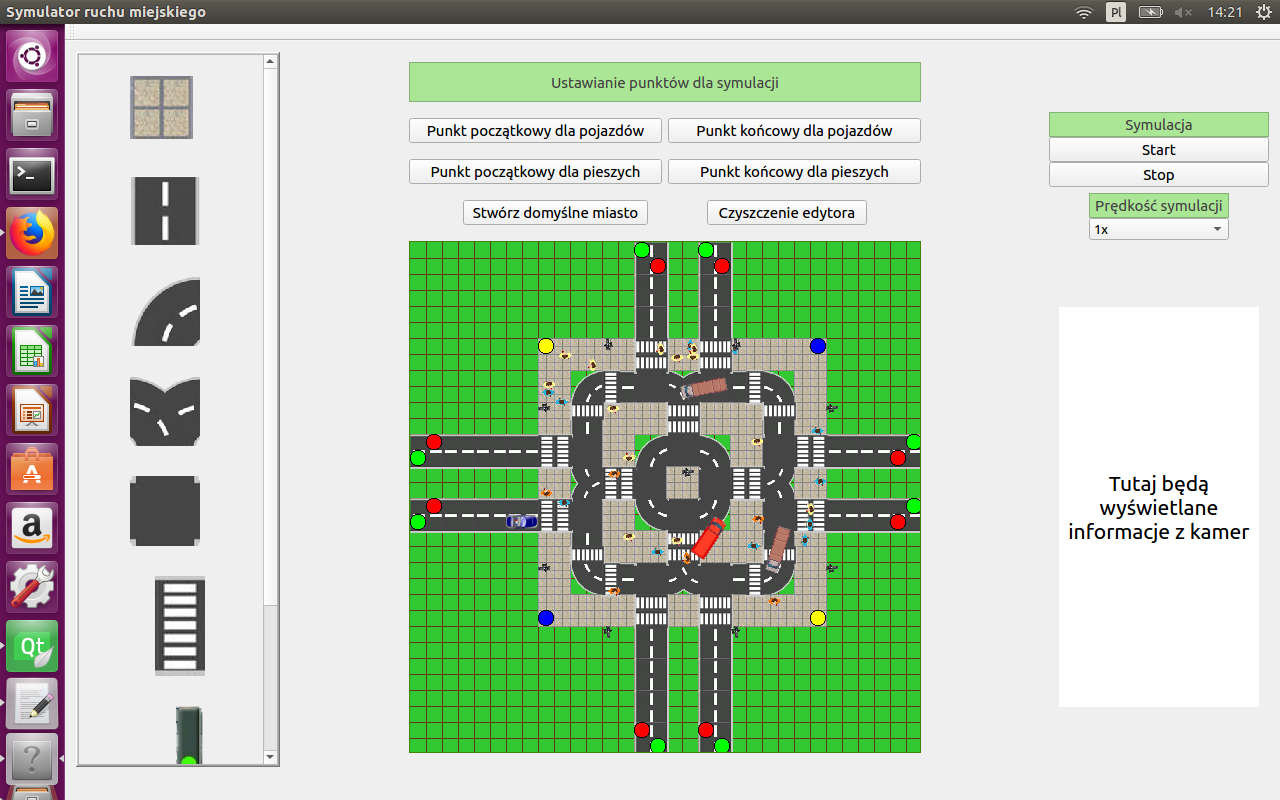 Symulator ruchu miejskiego
Pl
14:21
Ustawianie punktów dla symulacji
Punkt początkowy dla pojazdów
Punkt końcowy dla pojazdów
Punkt początkowy dla pieszych
Punkt końcowy dla pieszych
Stwórz domyślne miasto
Czyszczenie edytora
Symulacja
Start
Stop
Prędkość symulacji
1x
Tutaj będą
wyświetlane
informacje z kamer
>_
A
a
Qt
?